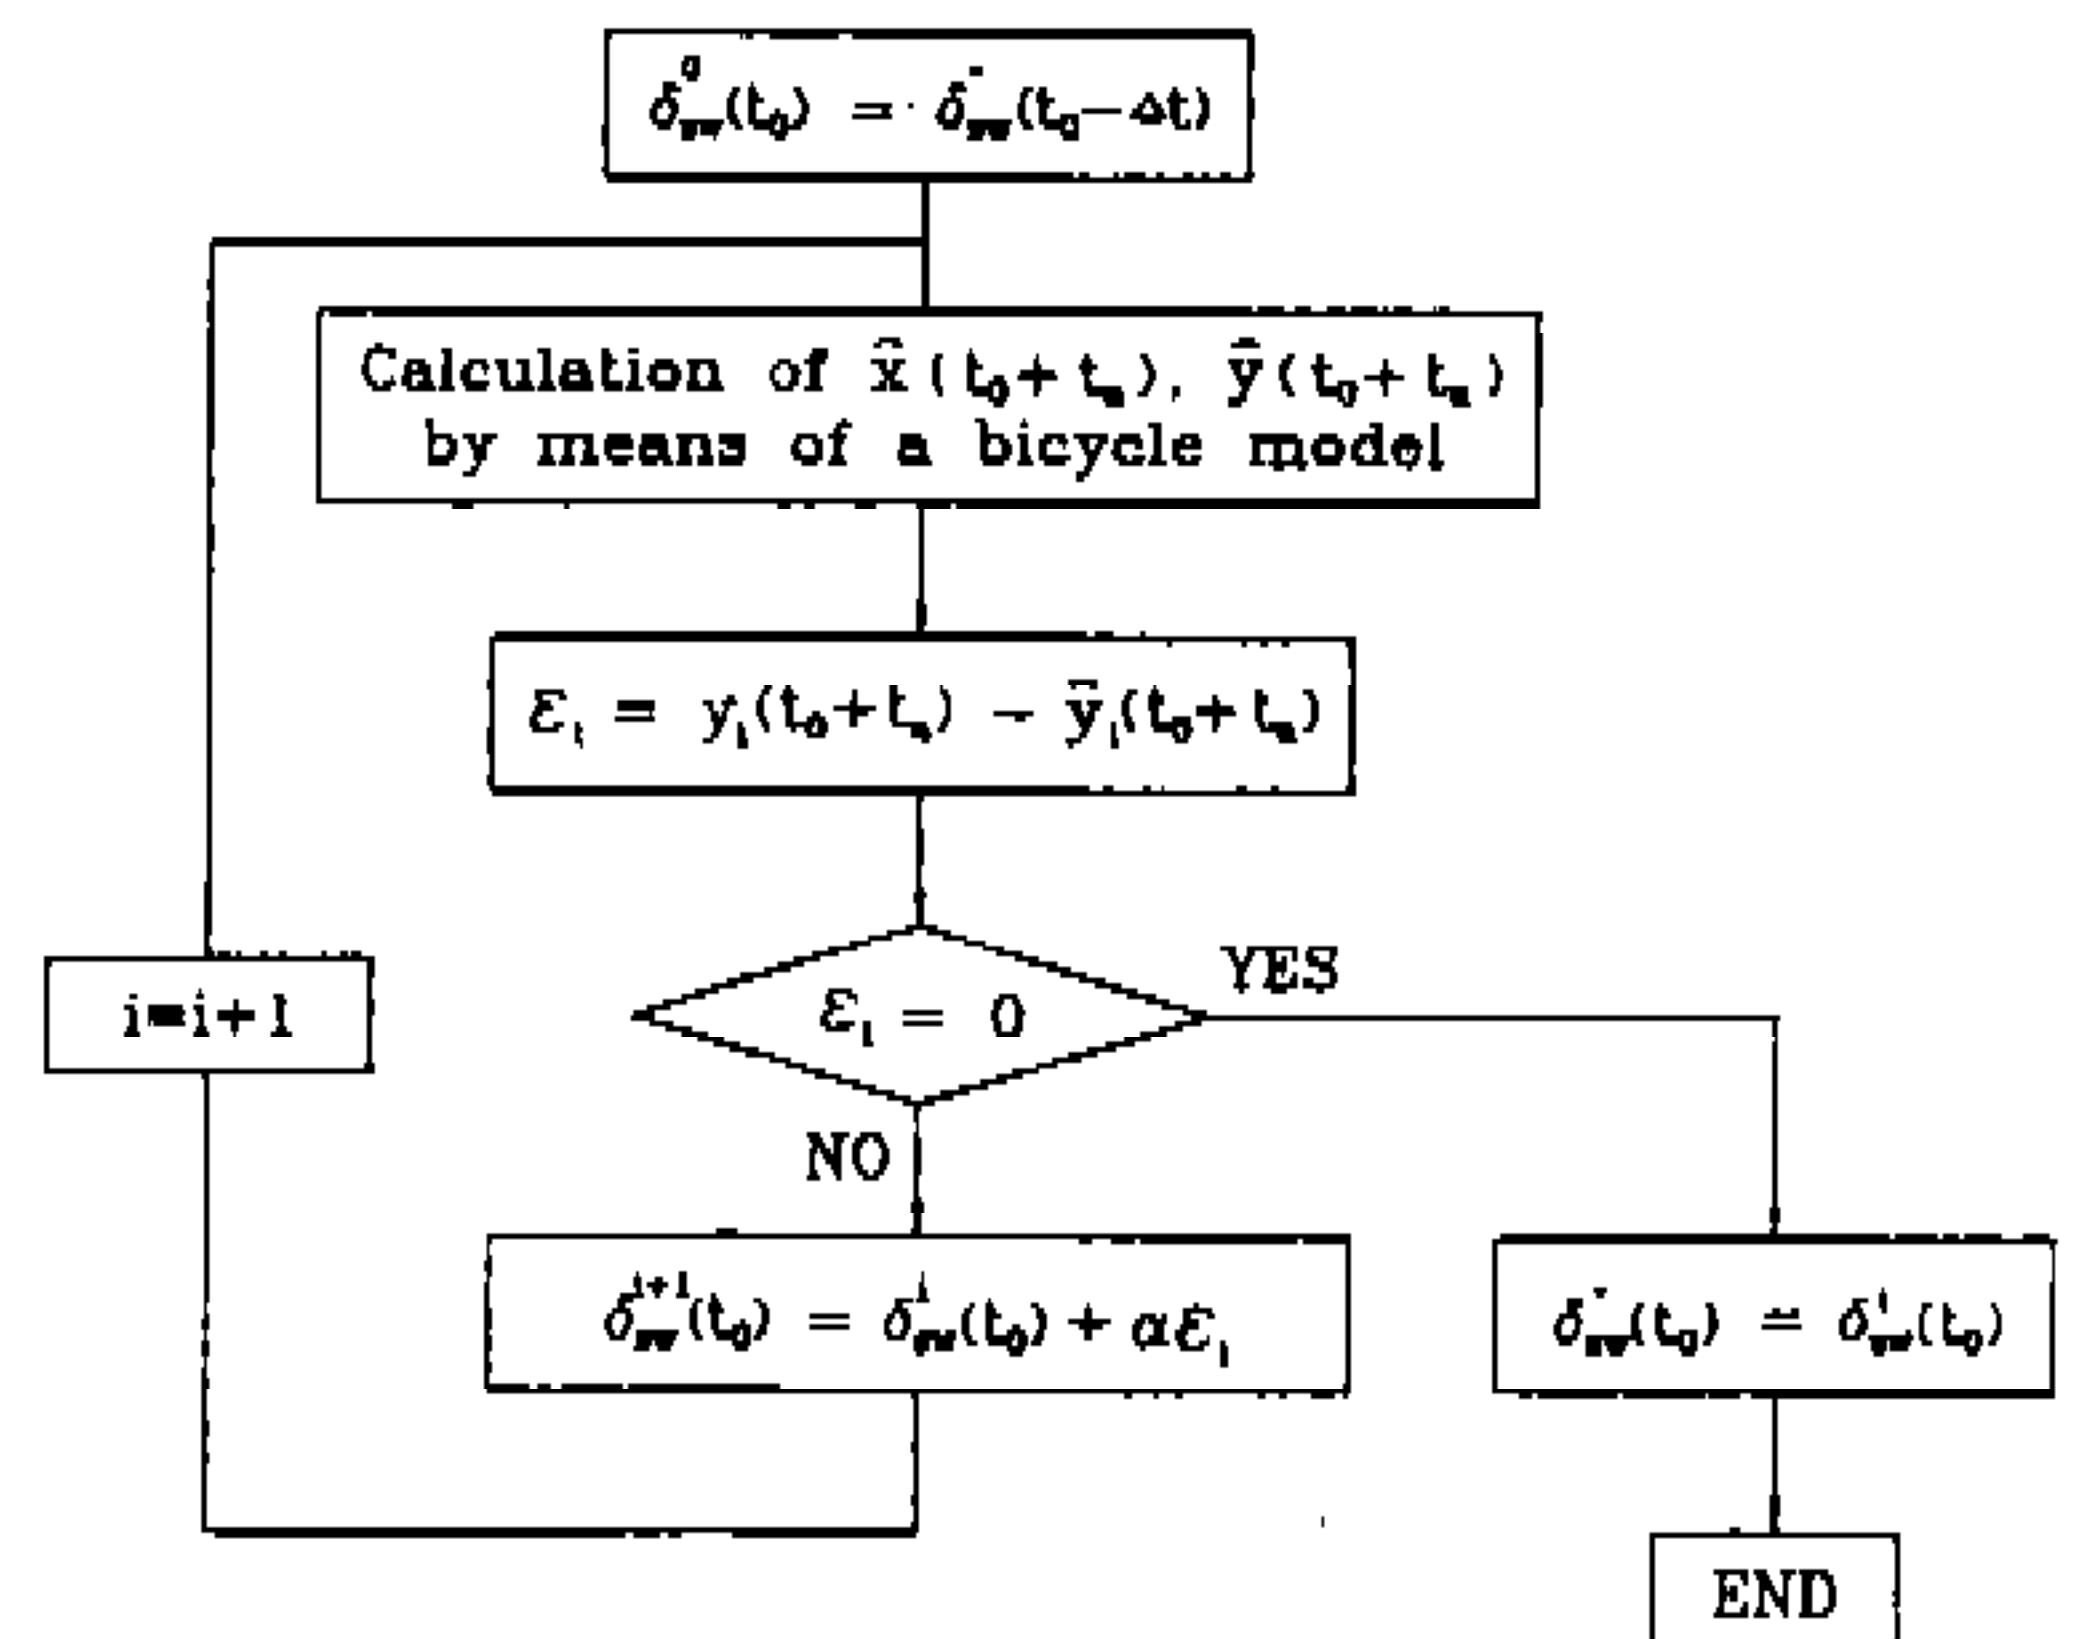 δ⁰sw(t₀) = δ*sw(t₀−Δt)
Calculation of x̂(t₀+ tₐ), ŷ(t₀+ tₐ)
by means of a bicycle model
εᵢ = yᵢ(t₀+tₐ) − ŷᵢ(t₀+tₐ)
YES
i=i+1
εᵢ = 0
NO
δⁱ⁺¹sw(t₀) = δⁱsw(t₀) + αεᵢ
δ*sw(t₀) = δⁱsw(t₀)
END